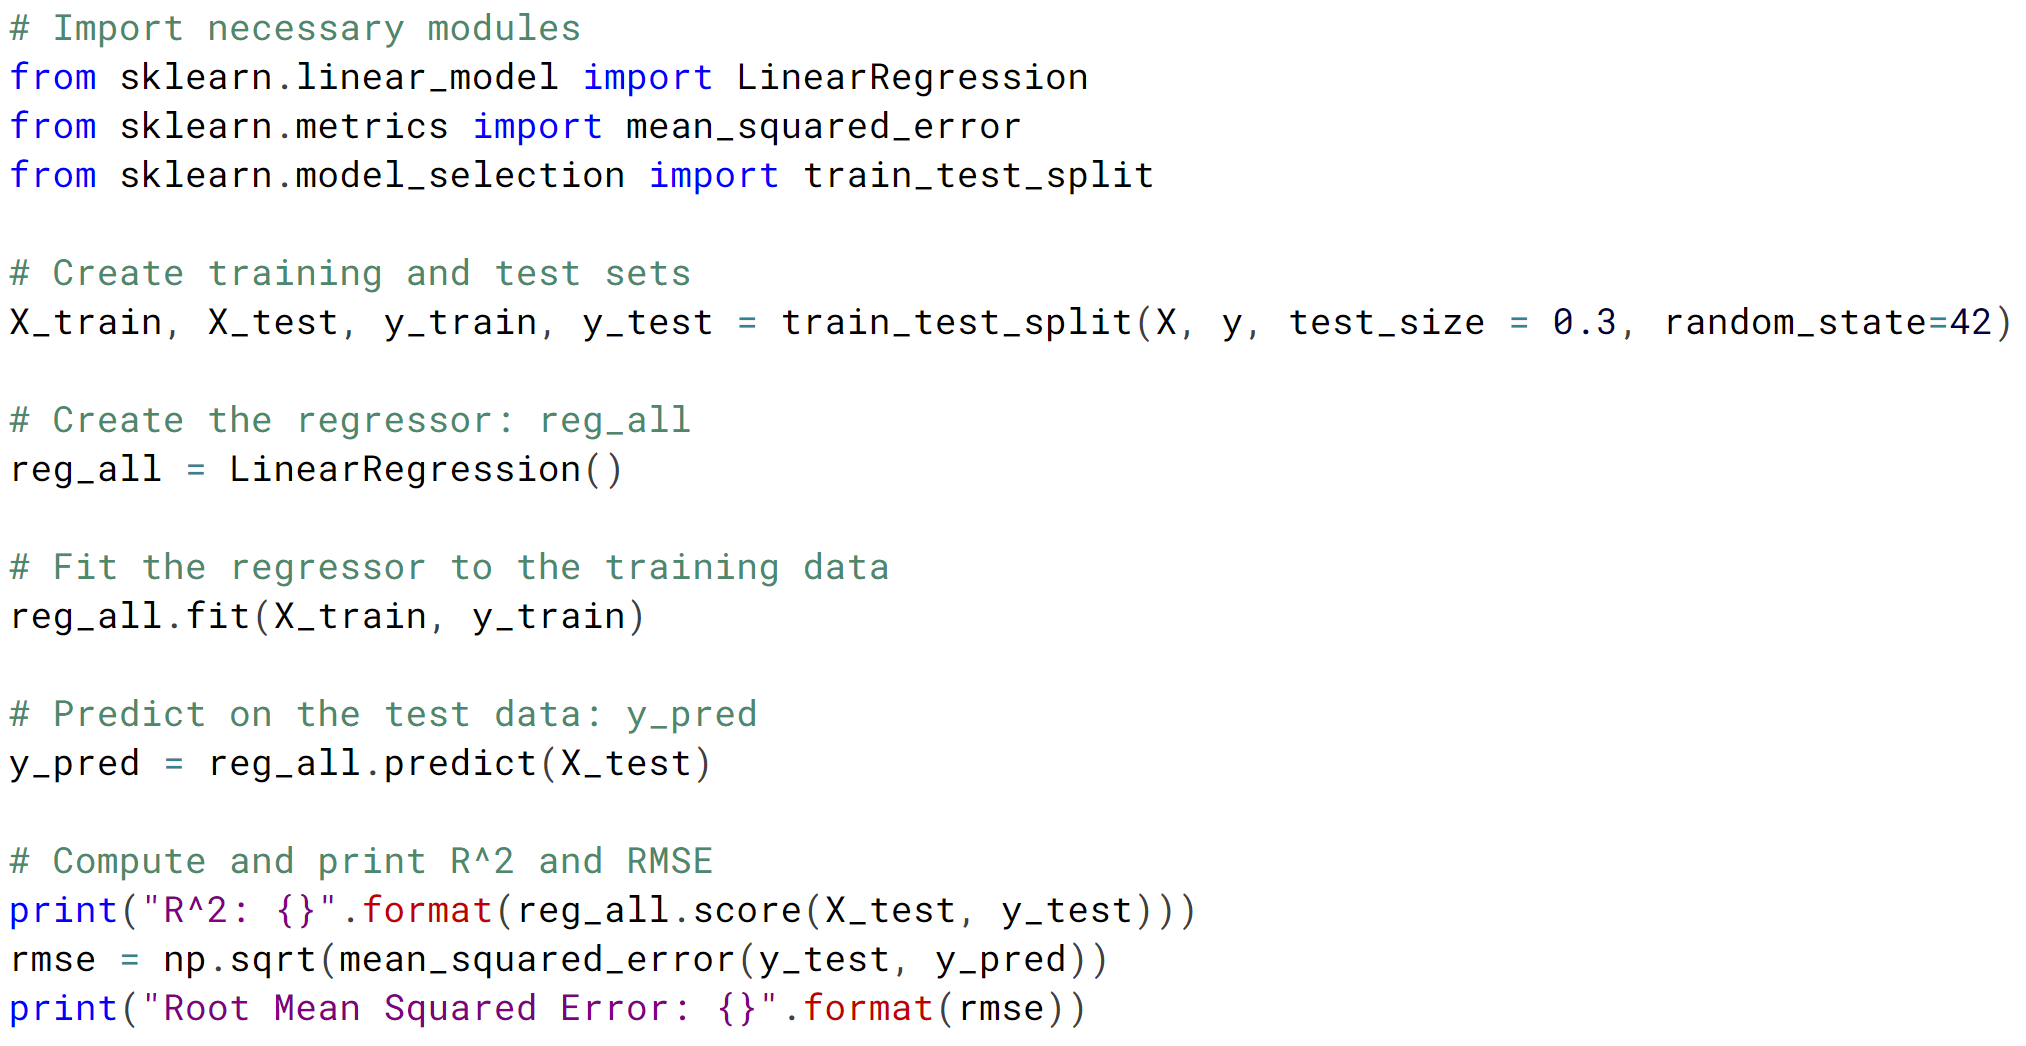 # Import necessary modules
from sklearn.linear_model import LinearRegression
from sklearn.metrics import mean_squared_error
from sklearn.model_selection import train_test_split
# Create training and test sets
X_train, X_test, y_train, y_test = train_test_split(X, y, test_size = 0.3, random_state=42)
# Create the regressor: reg_all
reg_all = LinearRegression()
# Fit the regressor to the training data
reg_all.fit(X_train, y_train)
# Predict on the test data: y_pred
y_pred = reg_all.predict(X_test)
# Compute and print R^2 and RMSE
print("R^2: {}".format(reg_all.score(X_test, y_test)))
rmse = np.sqrt(mean_squared_error(y_test, y_pred))
print("Root Mean Squared Error: {}".format(rmse))